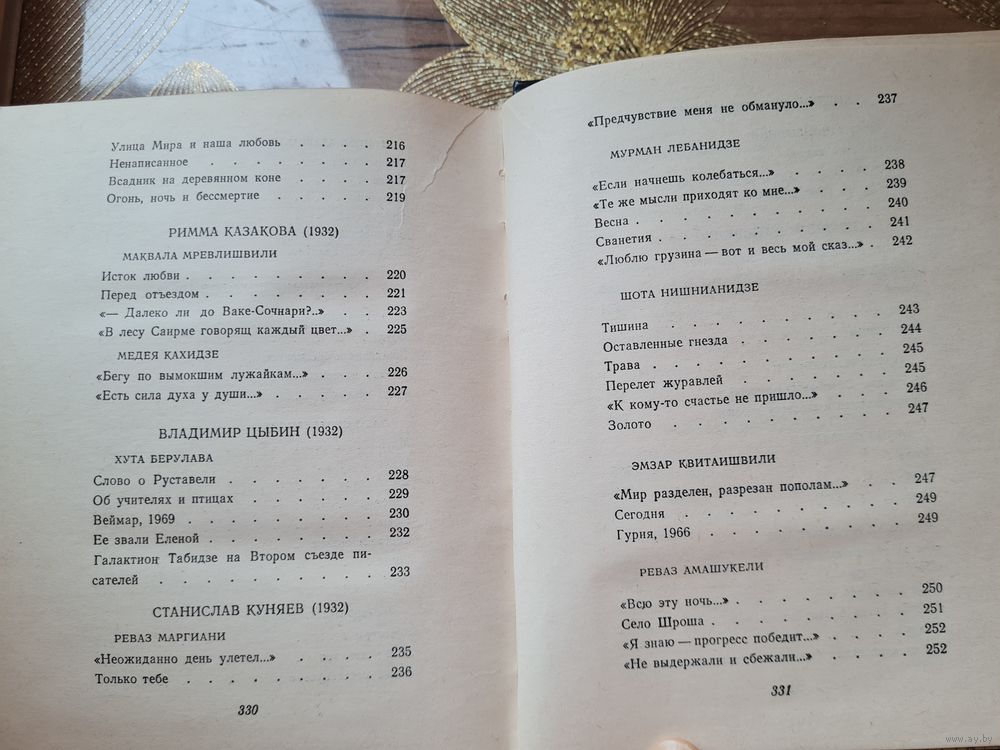 Улица Мира и наша любовь . . . . 216
Ненаписанное . . . . . . . . 217
Всадник на деревянном коне . . . . 217
Огонь, ночь и бессмертие . . . . . 219
РИММА КАЗАКОВА (1932)
МАКВАЛА МРЕВЛИШВИЛИ
Исток любви . . . . . . . . . 220
Перед отъездом . . . . . . . . 221
«— Далеко ли до Ваке-Сочнари?..» . . 223
«В лесу Саирме говорящ каждый цвет...» . 225
МЕДЕЯ КАХИДЗЕ
«Бегу по вымокшим лужайкам...» . . . 226
«Есть сила духа у души...» . . . . . 227
ВЛАДИМИР ЦЫБИН (1932)
ХУТА БЕРУЛАВА
Слово о Руставели . . . . . . . 228
Об учителях и птицах . . . . . . 229
Веймар, 1969 . . . . . . . . . 230
Ее звали Еленой . . . . . . . . 232
Галактион Табидзе на Втором съезде пи-
сателей . . . . . . . . . . 233
СТАНИСЛАВ КУНЯЕВ (1932)
РЕВАЗ МАРГИАНИ
«Неожиданно день улетел...» . . . . 235
Только тебе . . . . . . . . . 236
330
«Предчувствие меня не обмануло...» . . 237
МУРМАН ЛЕБАНИДЗЕ
«Если начнешь колебаться...» . . . . 238
«Те же мысли приходят ко мне...» . . . 239
Весна . . . . . . . . . . . 240
Сванетия . . . . . . . . . . 241
«Люблю грузина — вот и весь мой сказ...» . 242
ШОТА НИШНИАНИДЗЕ
Тишина . . . . . . . . . . 243
Оставленные гнезда . . . . . . . 244
Трава . . . . . . . . . . . 245
Перелет журавлей . . . . . . . 245
«К кому-то счастье не пришло...» . . . 246
Золото . . . . . . . . . . 247
ЭМЗАР КВИТАИШВИЛИ
«Мир разделен, разрезан пополам...» . . 247
Сегодня . . . . . . . . . . 249
Гурия, 1966 . . . . . . . . . 249
РЕВАЗ АМАШУКЕЛИ
«Всю эту ночь...» . . . . . . . . 250
Село Шроша . . . . . . . . . 251
«Я знаю — прогресс победит...» . . . . 252
«Не выдержали и сбежали...» . . . . 252
331
www.ay.by